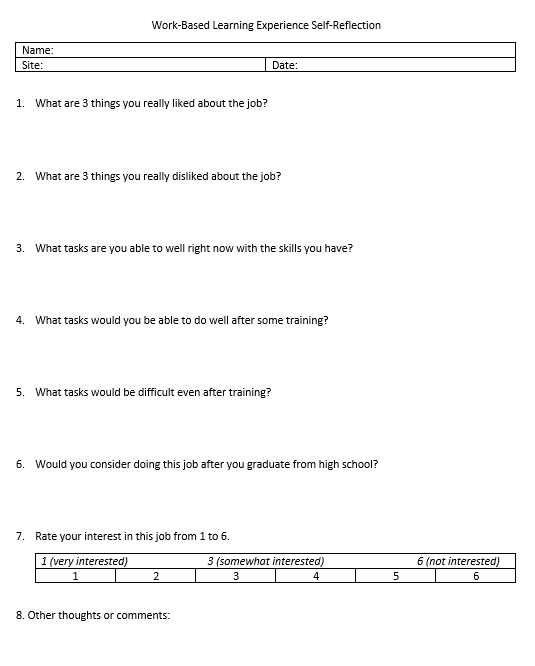 Work-Based Learning Experience Self-Reflection
Name:
Site: Date:
1. What are 3 things you really liked about the job?
2. What are 3 things you really disliked about the job?
3. What tasks are you able to well right now with the skills you have?
4. What tasks would you be able to do well after some training?
5. What tasks would be difficult even after training?
6. Would you consider doing this job after you graduate from high school?
7. Rate your interest in this job from 1 to 6.
1 (very interested) 3 (somewhat interested) 6 (not interested)
1 2 3 4 5 6
8. Other thoughts or comments: